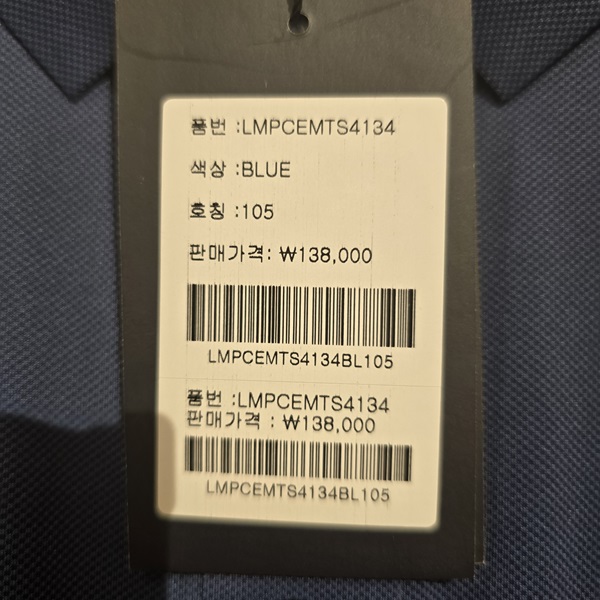 품번 :LMPCEMTS4134
색상 :BLUE
호칭 :105
판매가격: ₩138,000
LMPCEMTS4134BL105
품번 :LMPCEMTS4134
판매가격 : ₩138,000
LMPCEMTS4134BL105